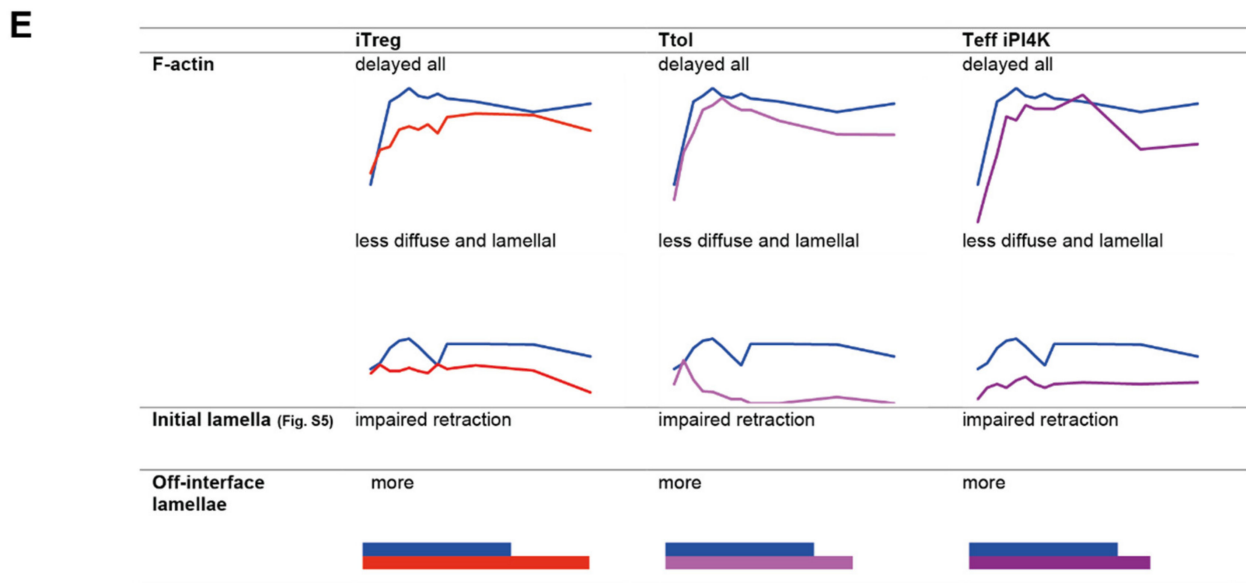 E
iTreg Ttol Teff iPI4K
F-actin delayed all delayed all delayed all
less diffuse and lamellal less diffuse and lamellal less diffuse and lamellal
Initial lamella (Fig. S5) impaired retraction impaired retraction impaired retraction
Off-interface more more more
lamellae